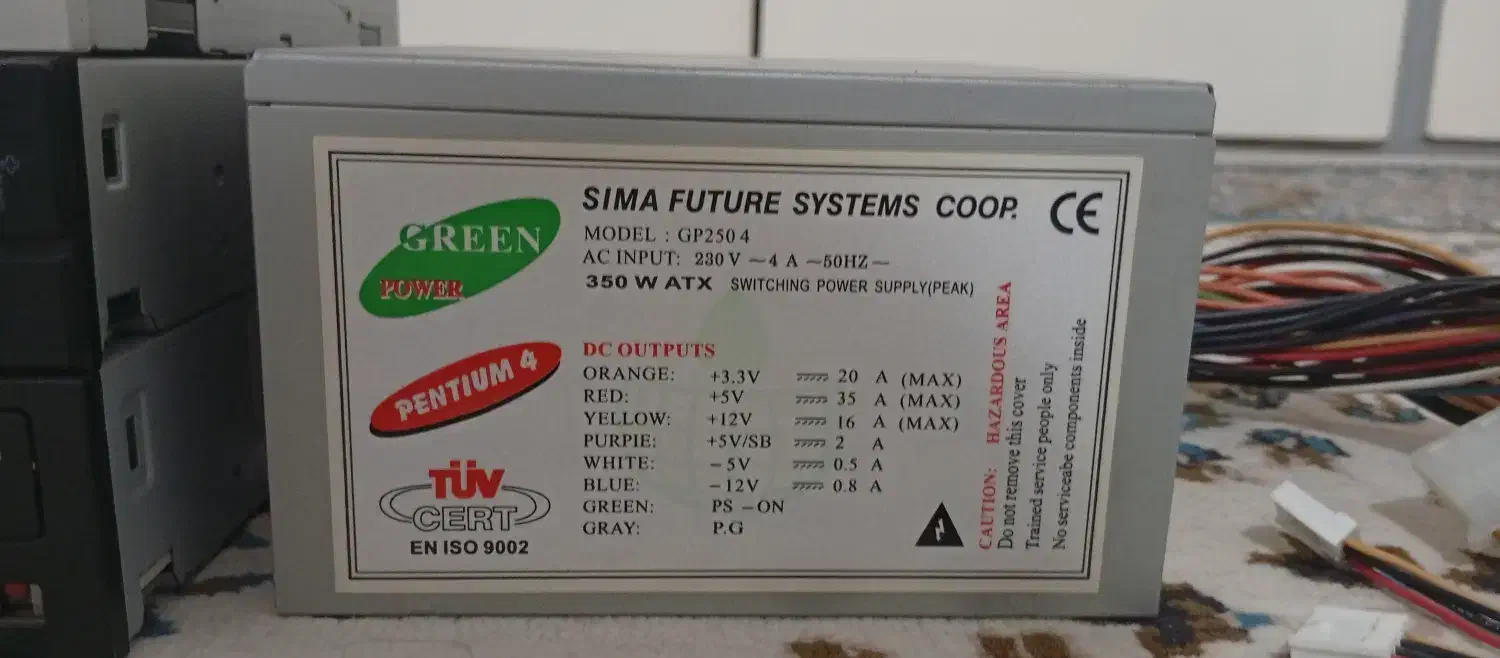 GREEN
POWER
PENTIUM 4
TÜV
CERT
EN ISO 9002
SIMA FUTURE SYSTEMS COOP.
CE
MODEL : GP250 4
AC INPUT: 230 V ~4 A ~50HZ~
350 W ATX SWITCHING POWER SUPPLY(PEAK)
DC OUTPUTS
ORANGE: +3.3V 20 A (MAX)
RED: +5V 35 A (MAX)
YELLOW: +12V 16 A (MAX)
PURPIE: +5V/SB 2 A
WHITE: -5V 0.5 A
BLUE: -12V 0.8 A
GREEN: PS -ON
GRAY: P.G
CAUTION: HAZARDOUS AREA
Do not remove this cover
Trained service people only
No serviceabe components inside